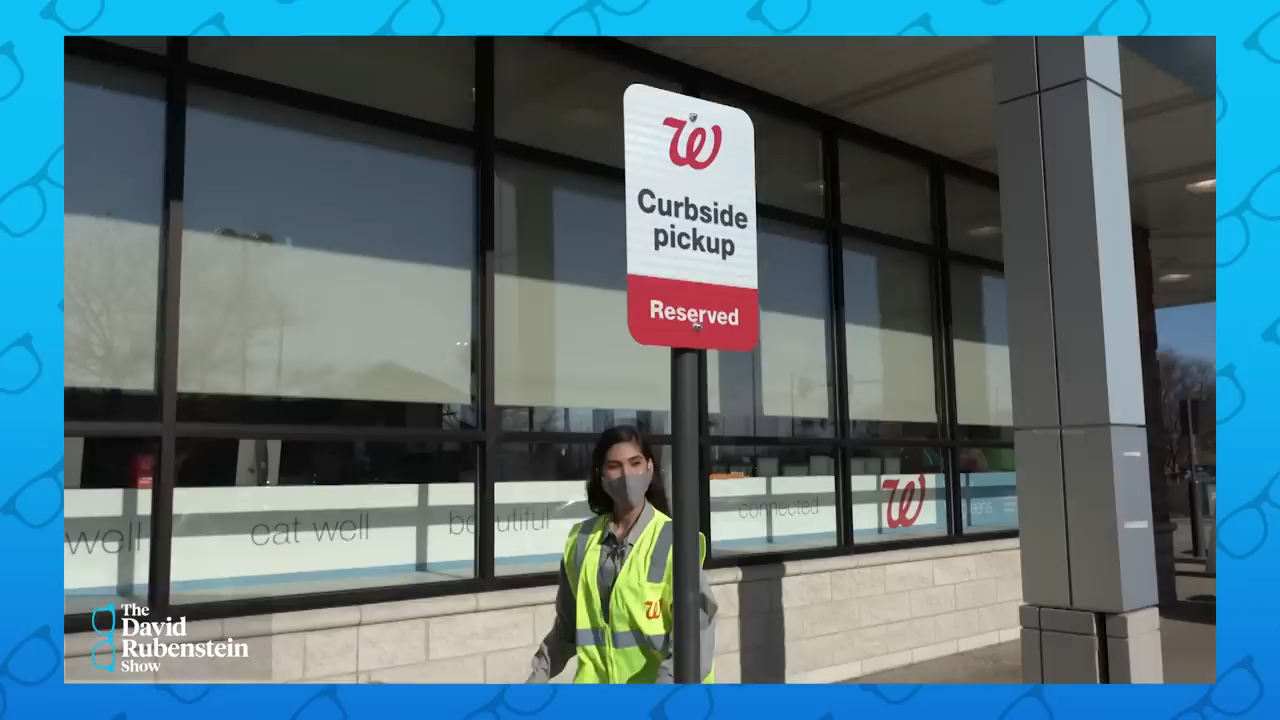 W
Curbside
pickup
Reserved
well
eat well
beautiful
connected
W
W
The
David
Rubenstein
Show